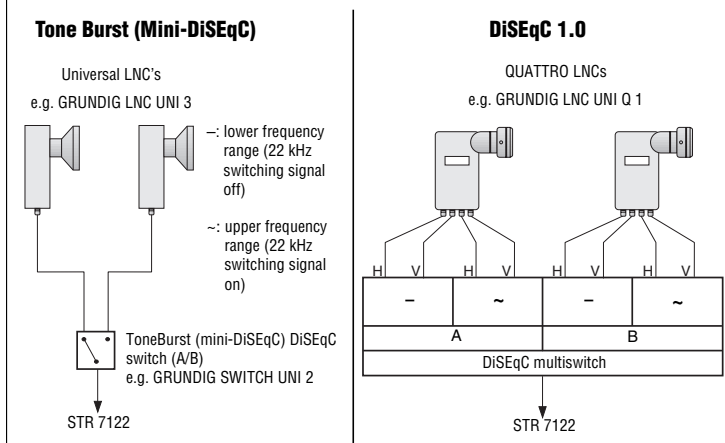 Tone Burst (Mini-DiSEqC)
Universal LNC's
e.g. GRUNDIG LNC UNI 3
–: lower frequency
range (22 kHz
switching signal
off)
~: upper frequency
range (22 kHz
switching signal
on)
ToneBurst (mini-DiSEqC) DiSEqC
switch (A/B)
e.g. GRUNDIG SWITCH UNI 2
STR 7122
DiSEqC 1.0
QUATTRO LNCs
e.g. GRUNDIG LNC UNI Q 1
H V H V H V H V
– ~ – ~
A B
DiSEqC multiswitch
STR 7122